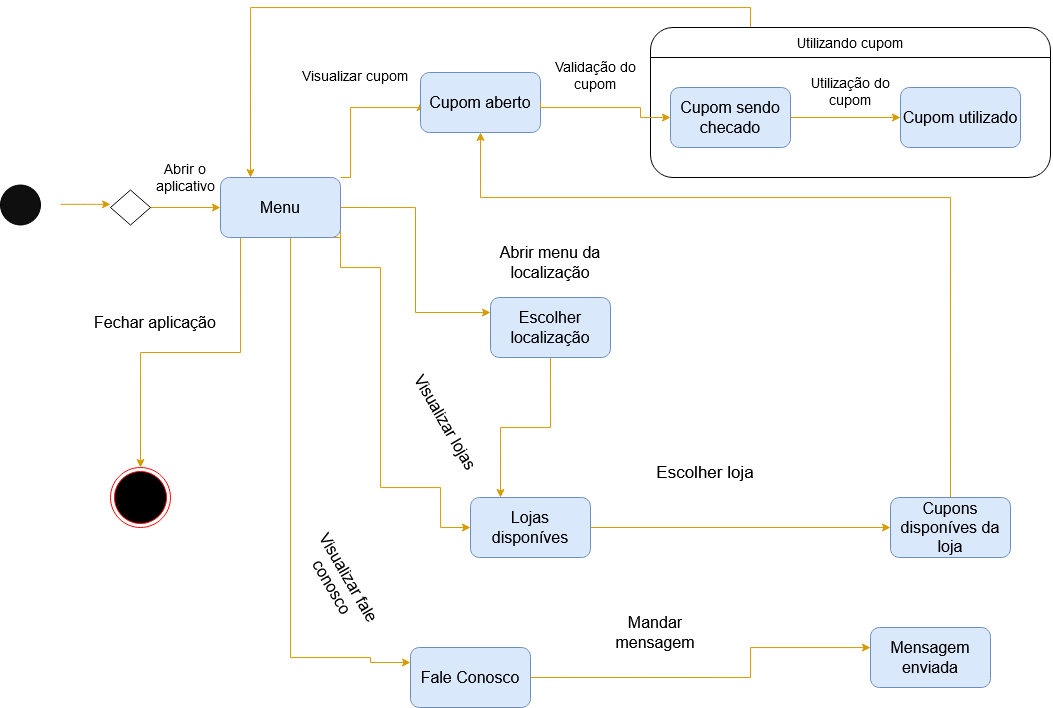 Utilizando cupom
Visualizar cupom
Cupom aberto
Validação do
cupom
Cupom sendo
checado
Utilização do
cupom
Cupom utilizado
Abrir o
aplicativo
Menu
Abrir menu da
localização
Fechar aplicação
Escolher
localização
Visualizar lojas
Escolher loja
Lojas
disponíves
Cupons
disponíves da
loja
Visualizar fale
conosco
Mandar
mensagem
Fale Conosco
Mensagem
enviada